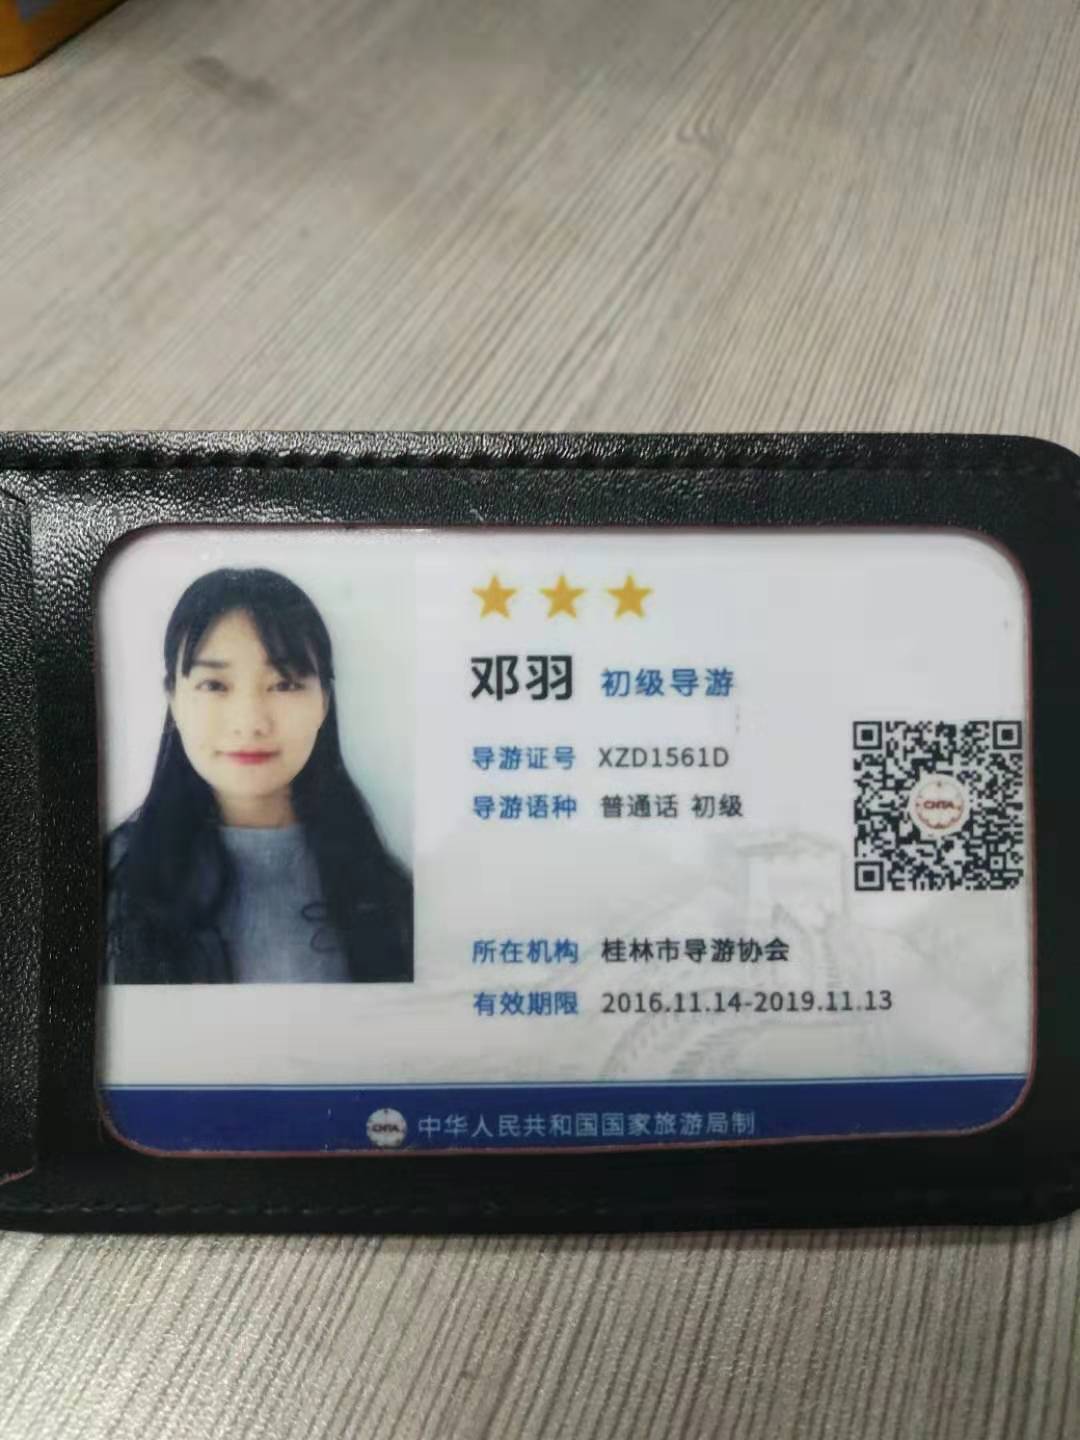 邓羽 初级导游
导游证号 XZD1561D
导游语种 普通话 初级
CNTA
所在机构 桂林市导游协会
有效期限 2016.11.14-2019.11.13
CNTA 中华人民共和国国家旅游局制